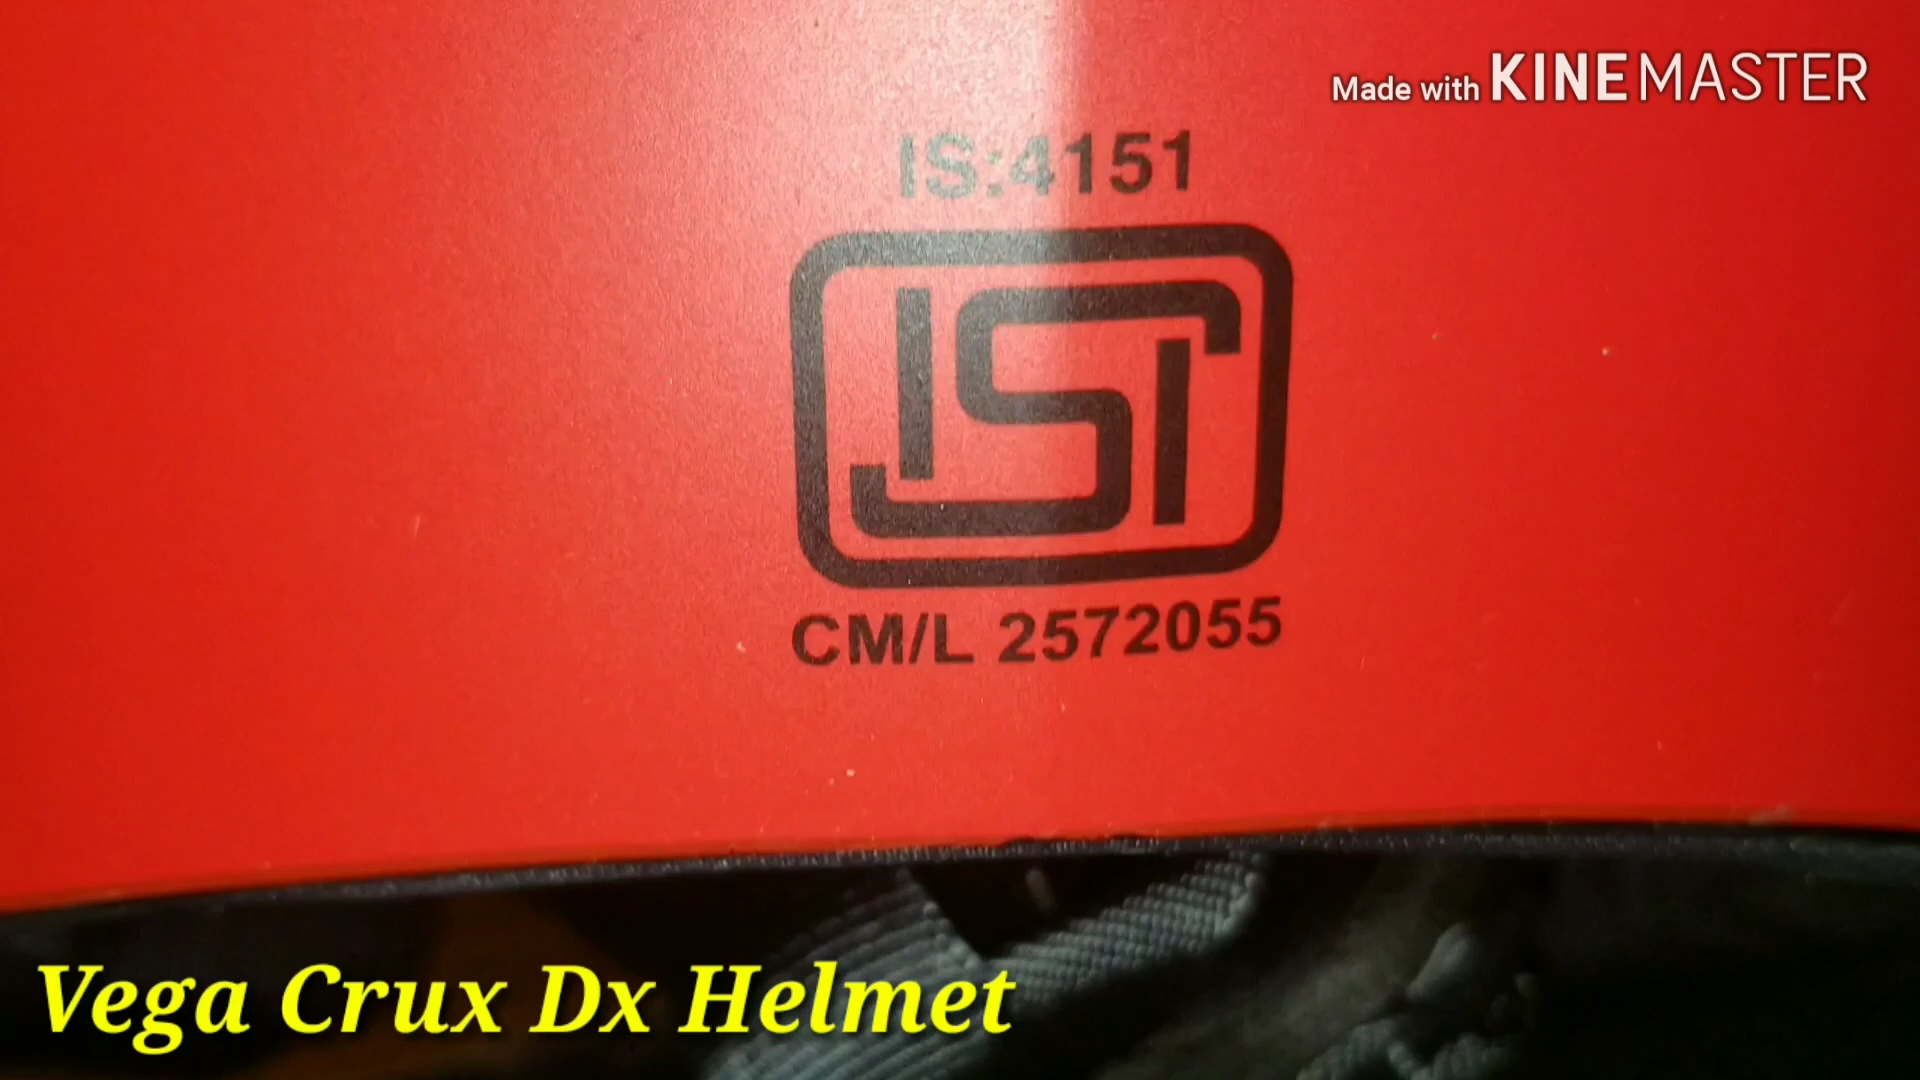 Made with KINEMASTER
IS:4151
ISI
CM/L 2572055
Vega Crux Dx Helmet